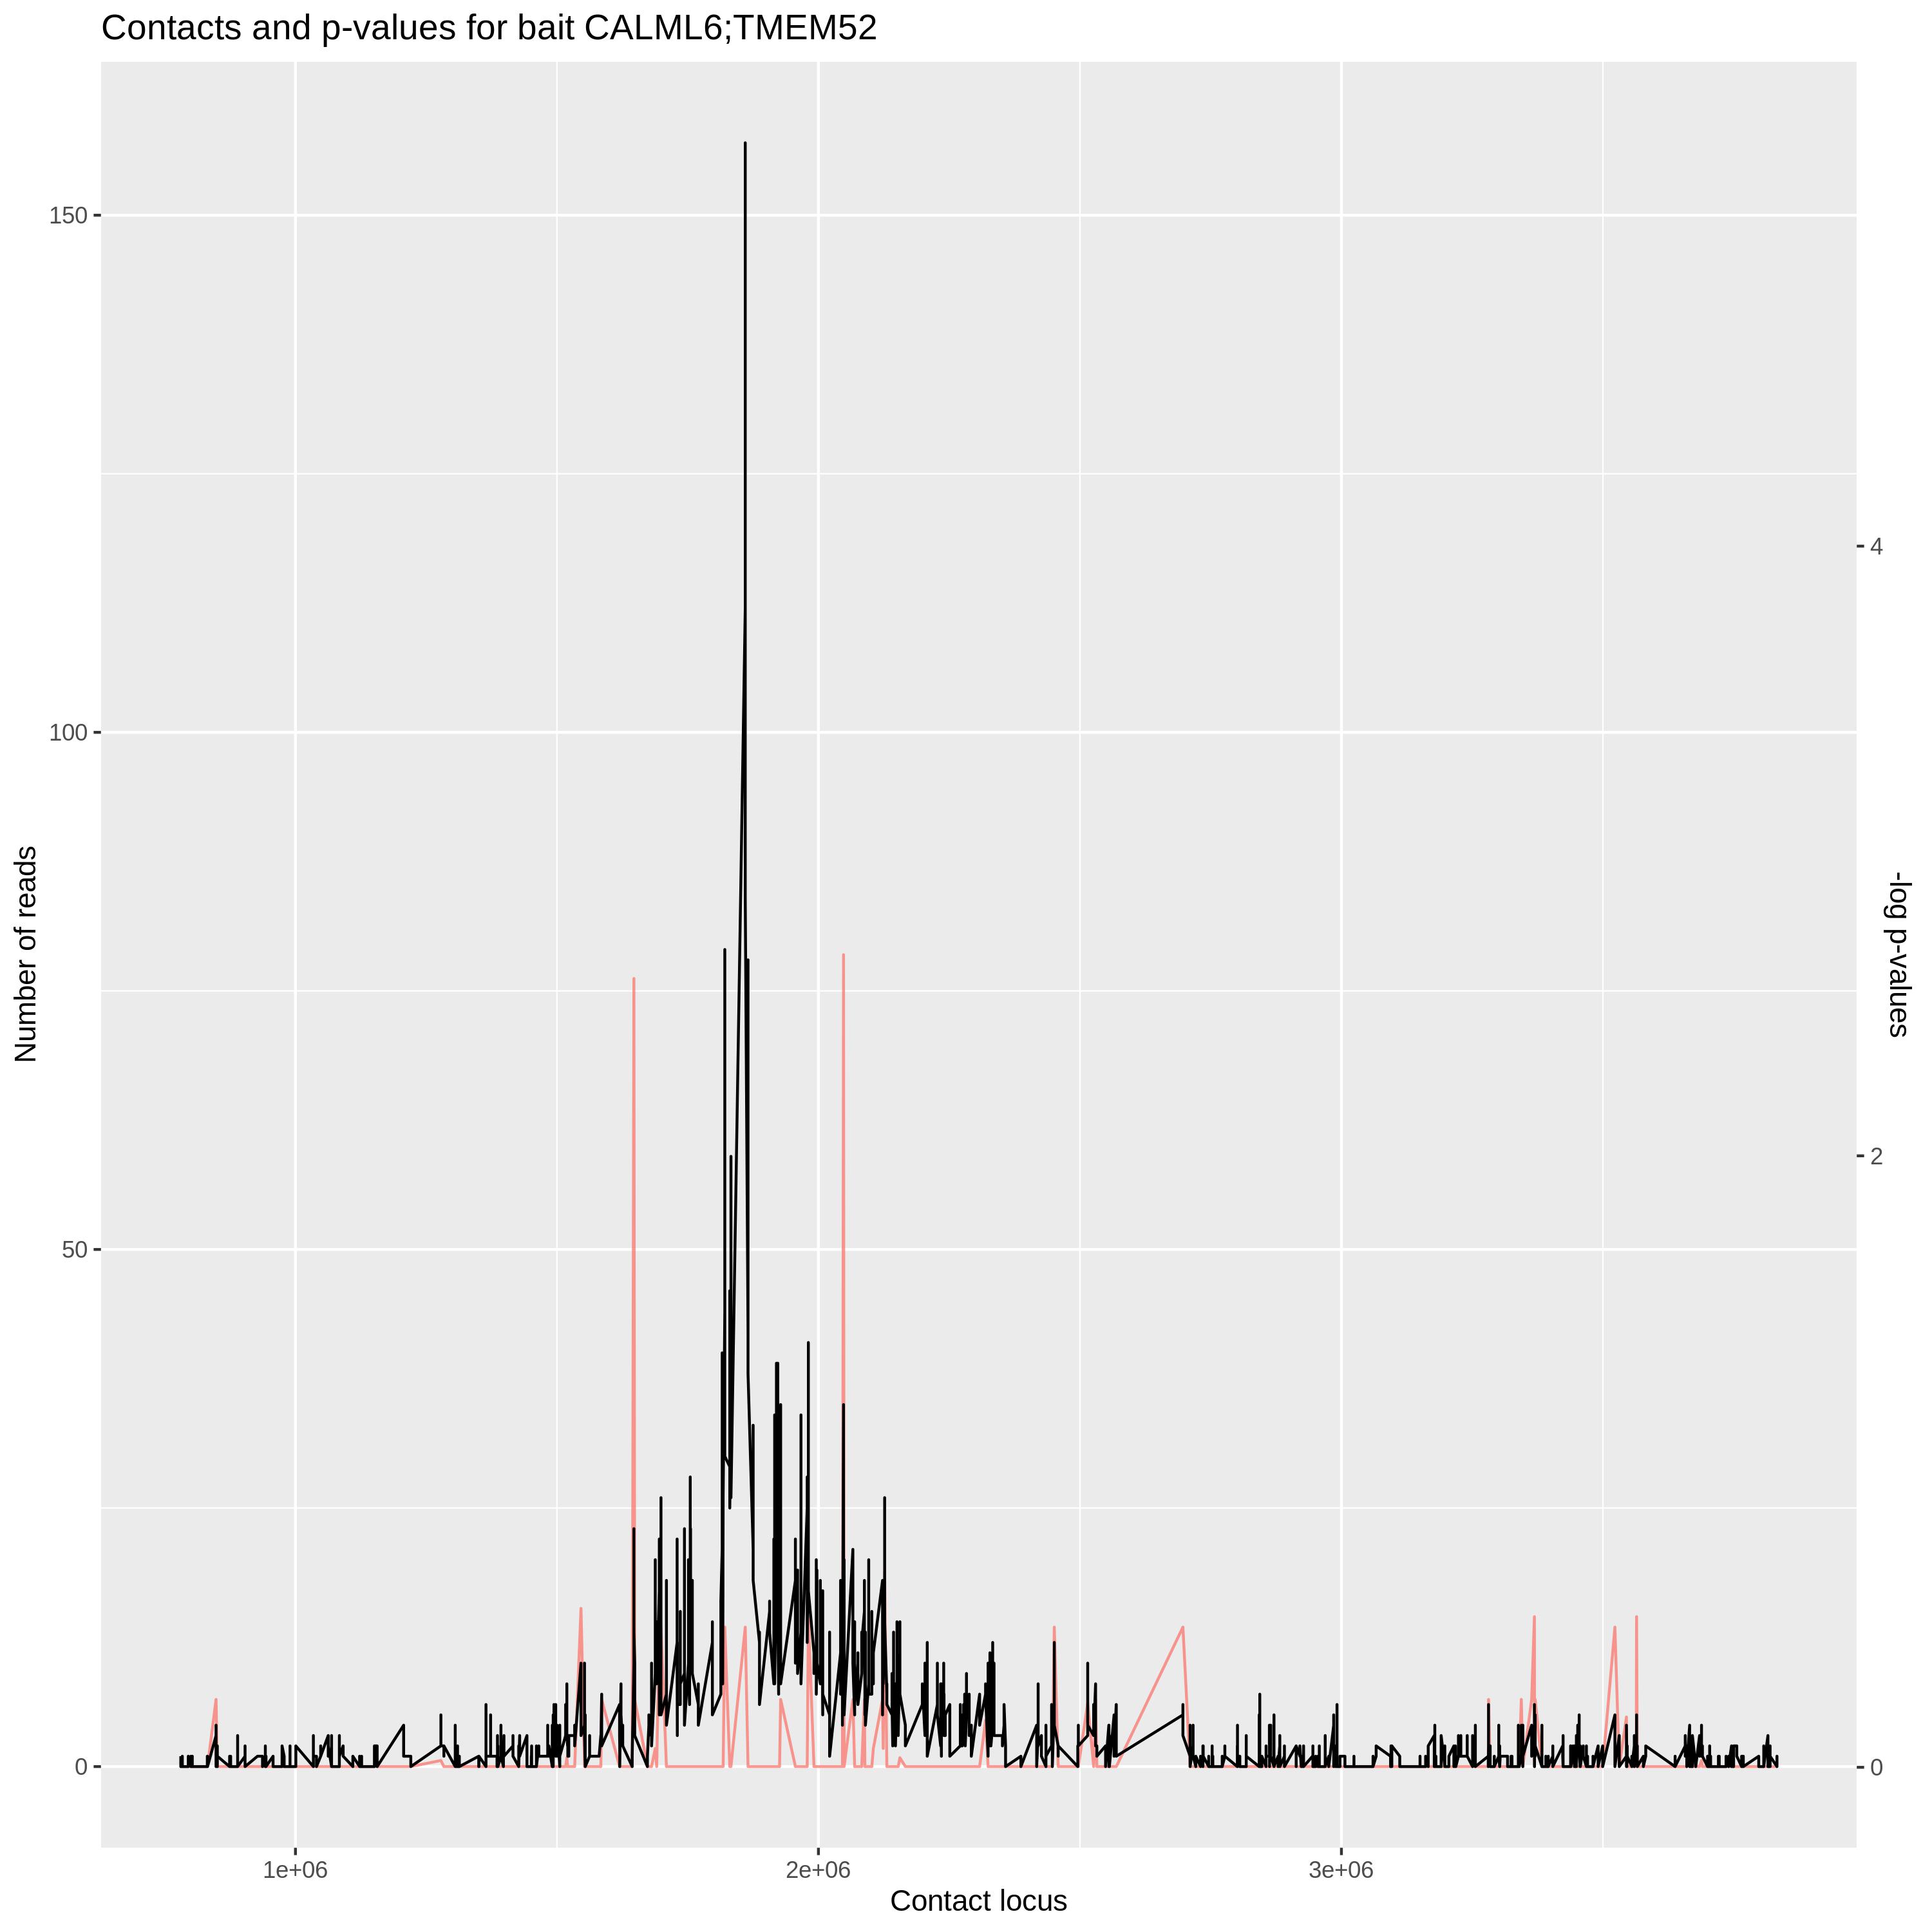 Contacts and p-values for bait CALML6;TMEM52
150
100
50
0
Number of reads
4
2
0
-log p-values
1e+06
2e+06
3e+06
Contact locus